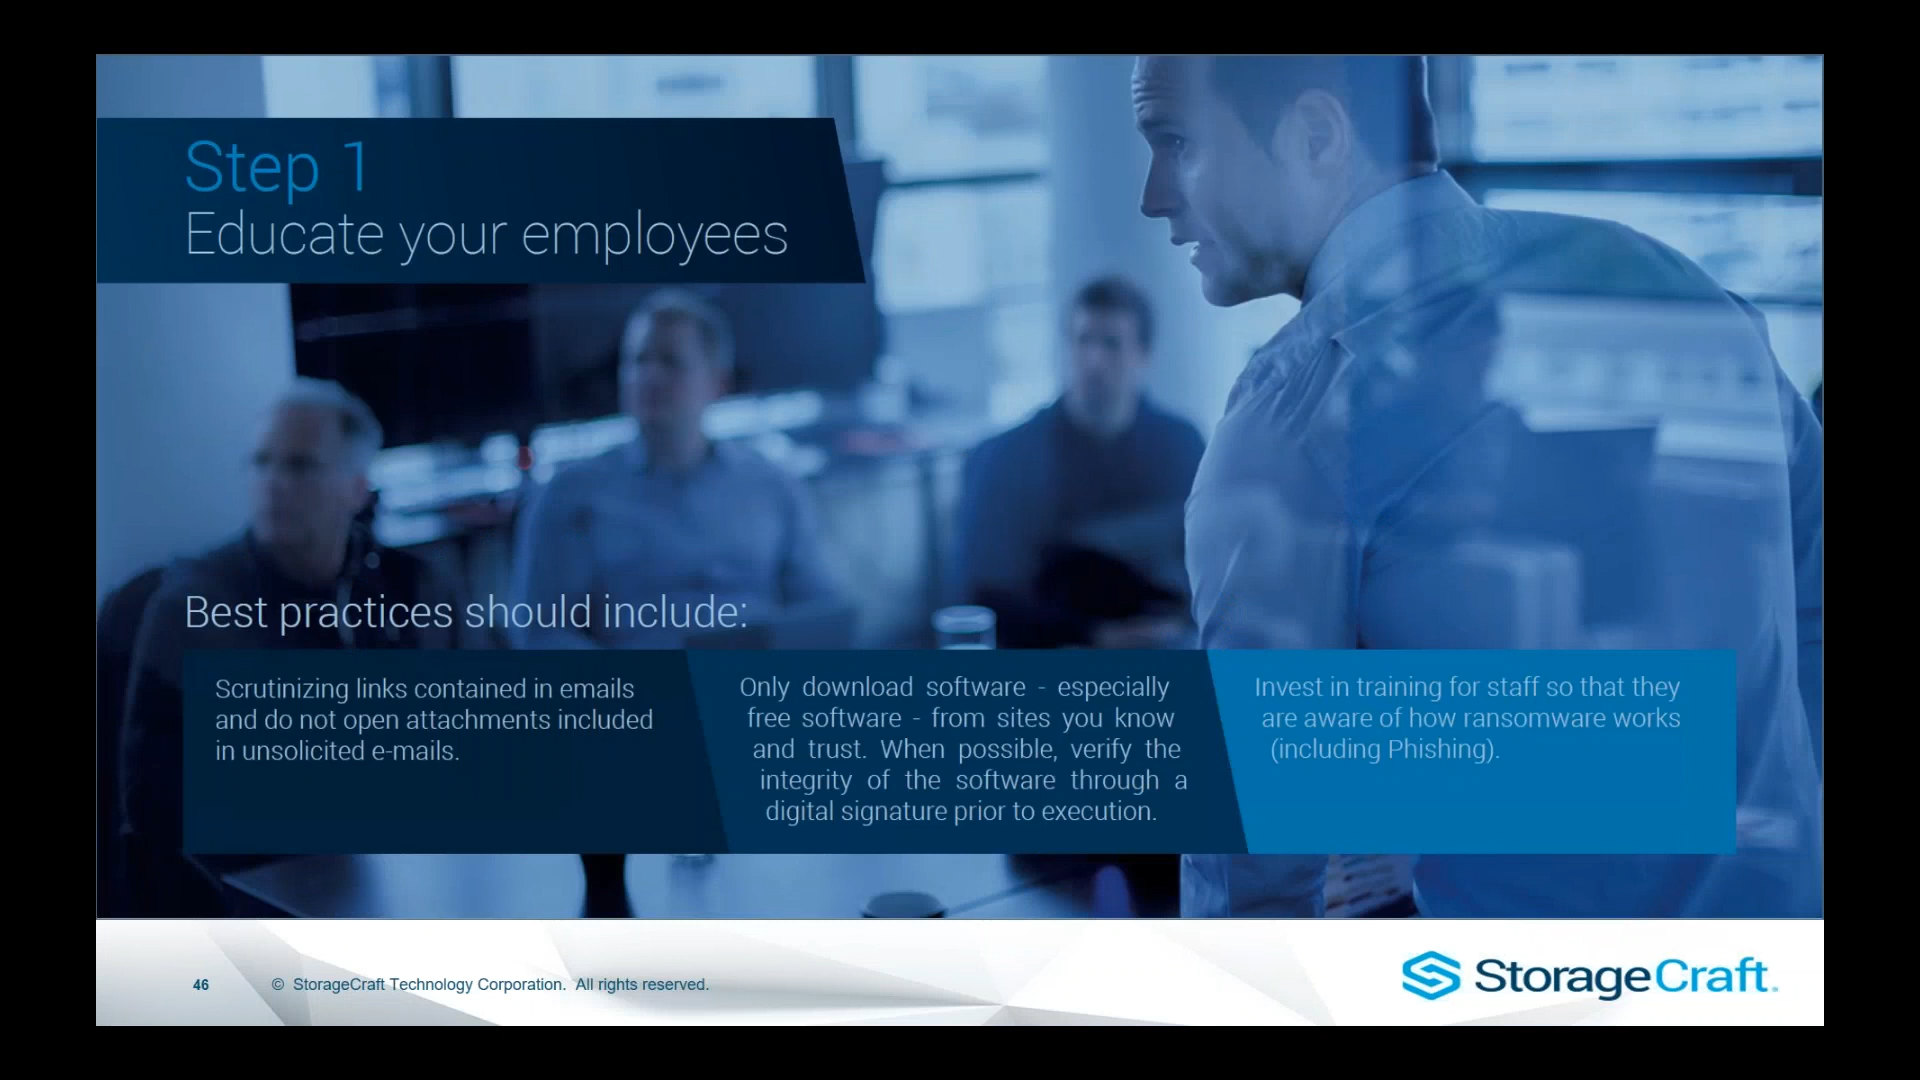 Step 1
Educate your employees
Best practices should include:
Scrutinizing links contained in emails
and do not open attachments included
in unsolicited e-mails.
Only download software - especially
free software - from sites you know
and trust. When possible, verify the
integrity of the software through a
digital signature prior to execution.
Invest in training for staff so that they
are aware of how ransomware works
(including Phishing).
46
© StorageCraft Technology Corporation. All rights reserved.
StorageCraft